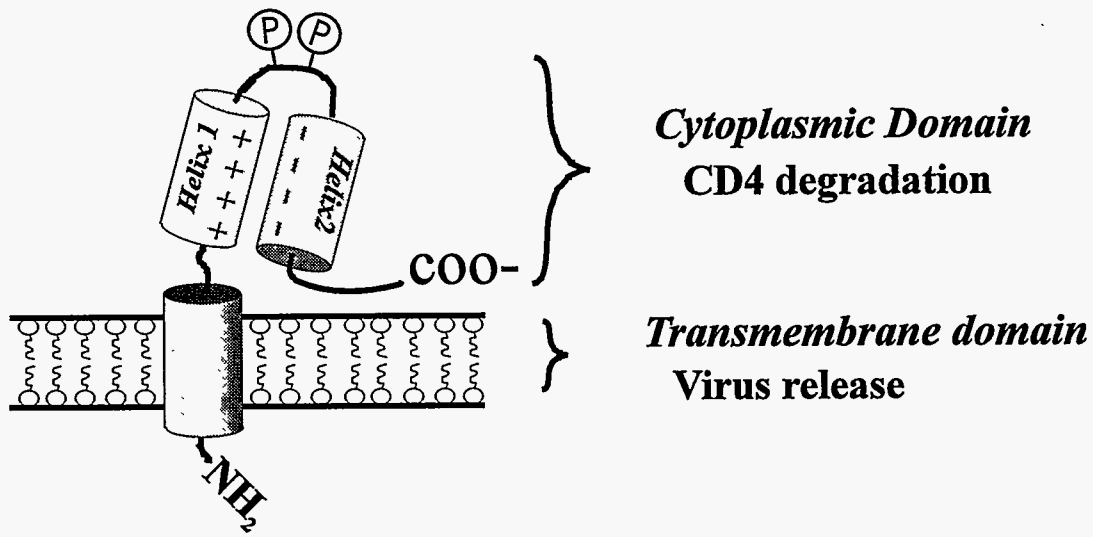 P P
Helix 1
+ + + +
Helix2
- - - - -
COO-
NH2
Cytoplasmic Domain
CD4 degradation
Transmembrane domain
Virus release